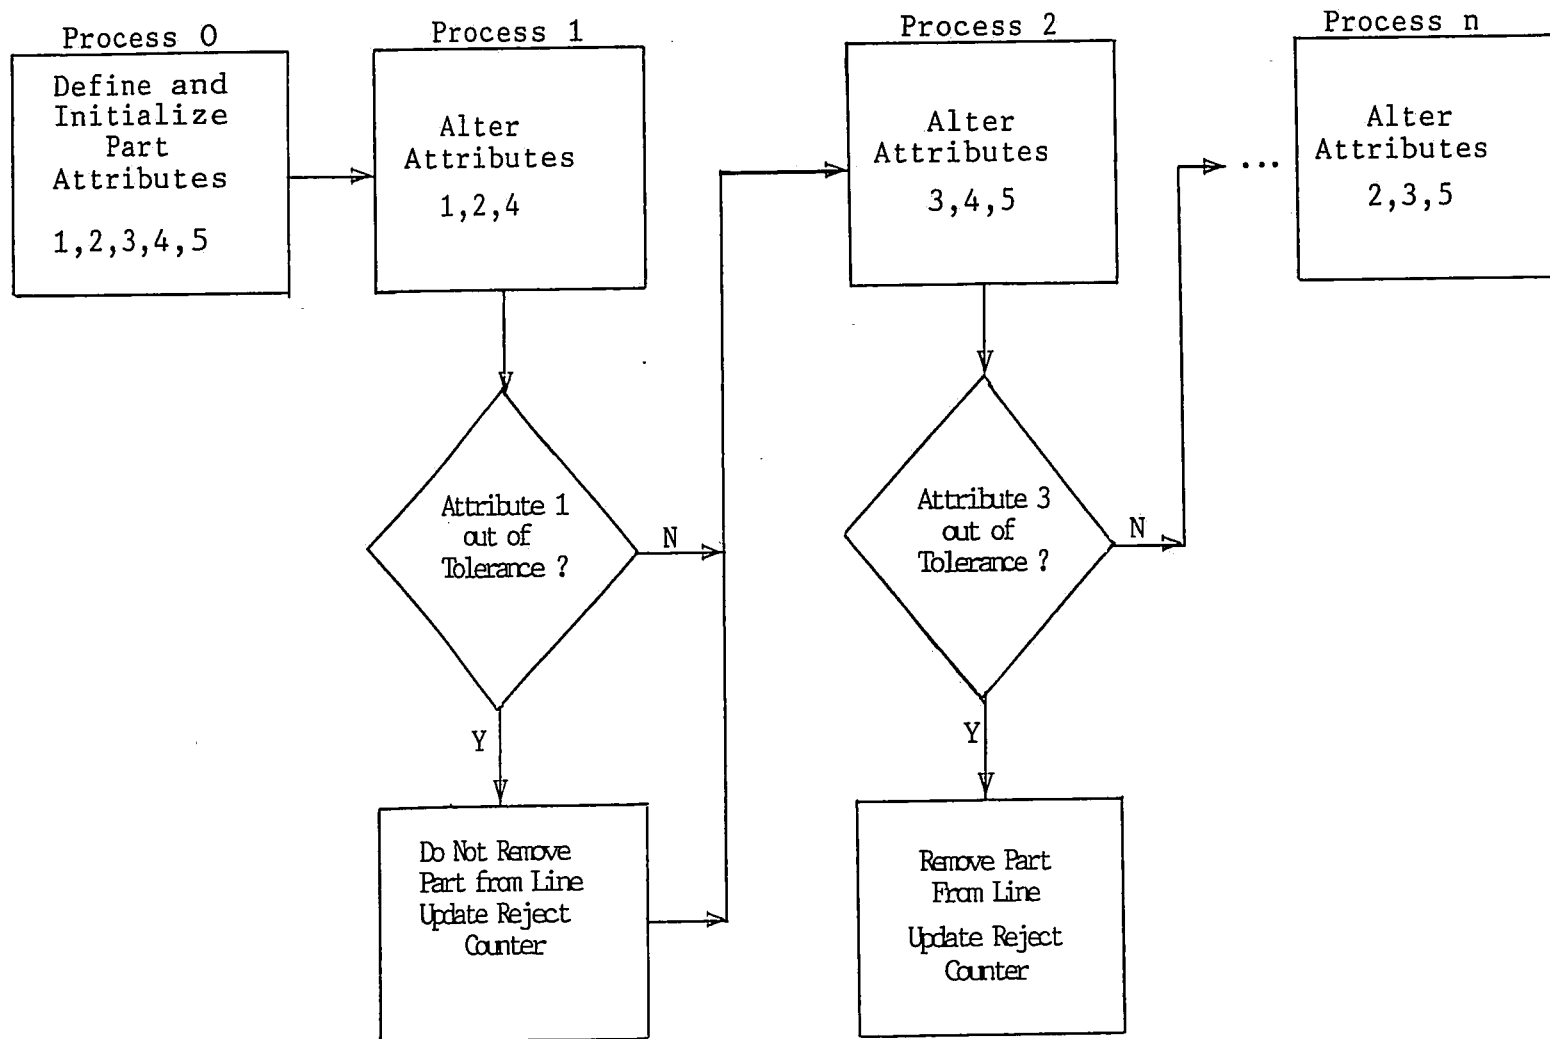 Process 0
Define and
Initialize
Part
Attributes
1,2,3,4,5
Process 1
Alter
Attributes
1,2,4
Attribute 1
out of
Tolerance ?
N
Y
Do Not Remove
Part from Line
Update Reject
Counter
Process 2
Alter
Attributes
3,4,5
Attribute 3
out of
Tolerance ?
N
Y
Remove Part
From Line
Update Reject
Counter
...
Process n
Alter
Attributes
2,3,5